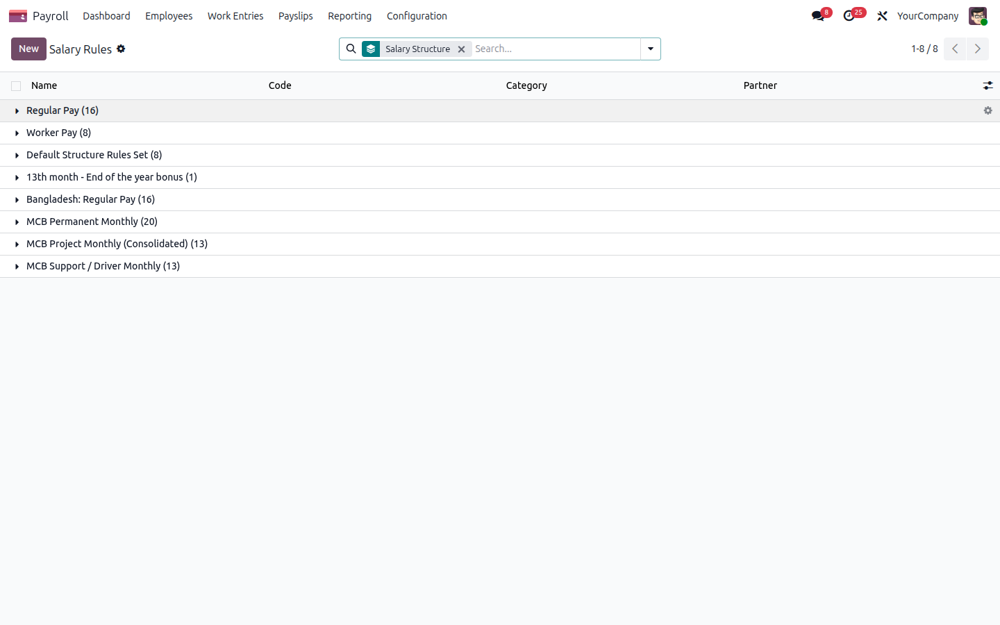 Payroll Dashboard Employees Work Entries Payslips Reporting Configuration 8 25 YourCompany
New Salary Rules Salary Structure Search... 1-8 / 8
Name Code Category Partner
Regular Pay (16)
Worker Pay (8)
Default Structure Rules Set (8)
13th month - End of the year bonus (1)
Bangladesh: Regular Pay (16)
MCB Permanent Monthly (20)
MCB Project Monthly (Consolidated) (13)
MCB Support / Driver Monthly (13)